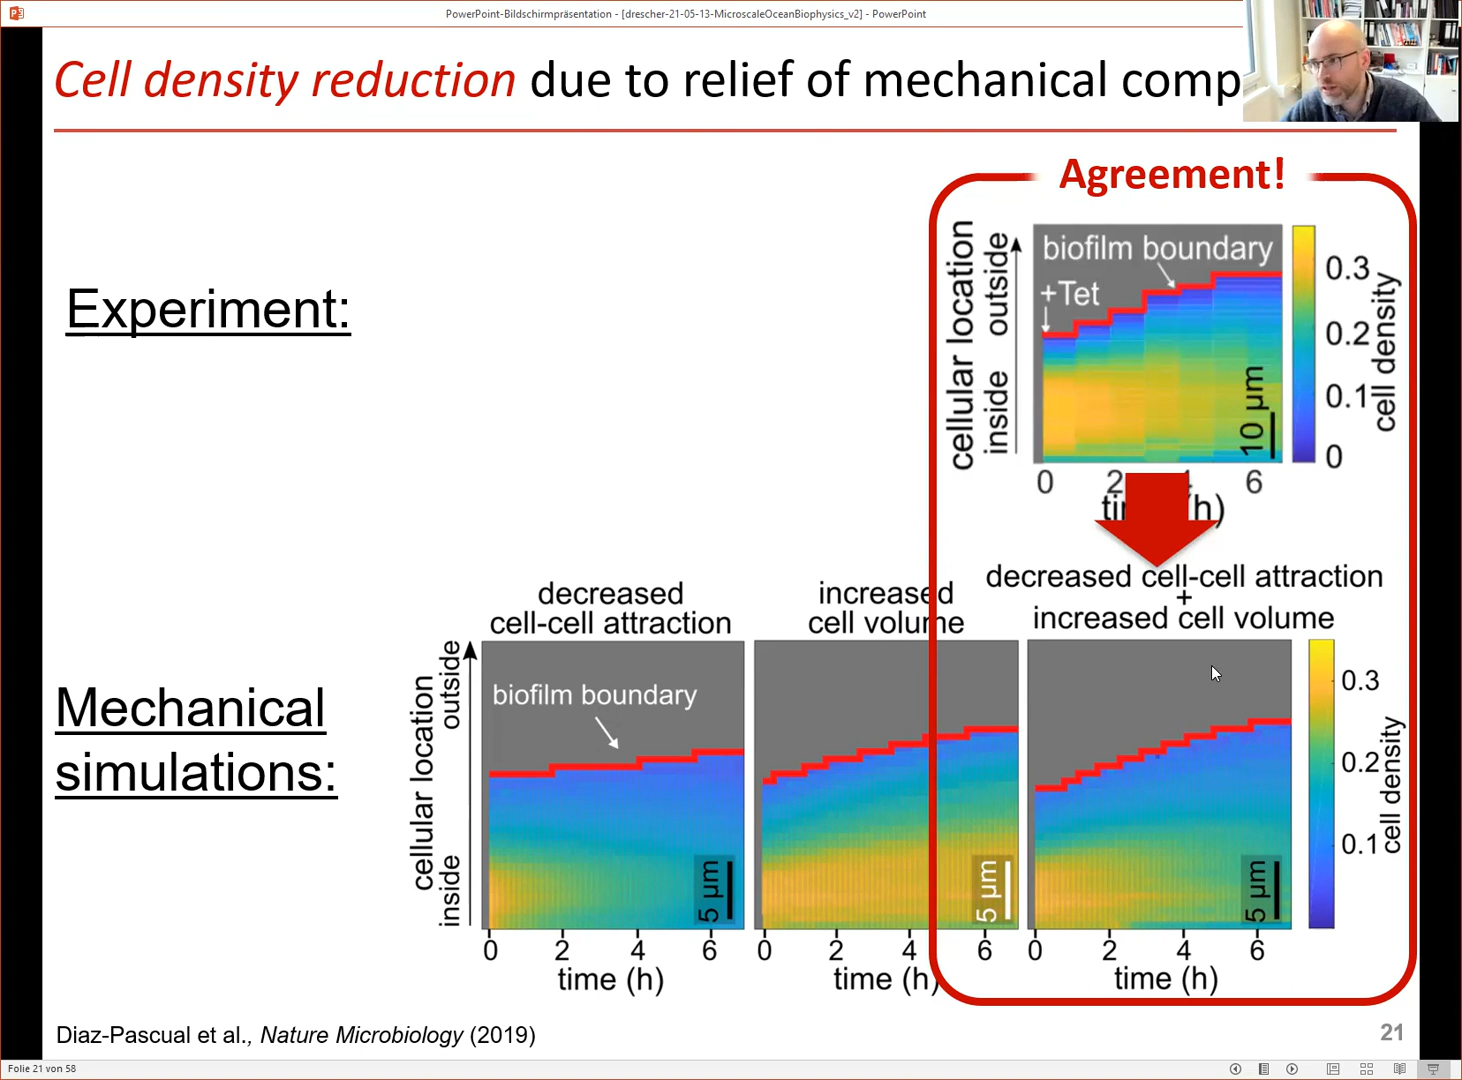 PowerPoint-Bildschirmpräsentation - [drescher-21-05-13-MicroscaleOceanBiophysics_v2] - PowerPoint
Cell density reduction due to relief of mechanical comp
Agreement!
Experiment:
cellular location
inside outside
biofilm boundary
+Tet
10 µm
0.3
0.2
0.1
0
cell density
0 2 4 6
time (h)
decreased
cell-cell attraction
increased
cell volume
decreased cell-cell attraction
+
increased cell volume
Mechanical
simulations:
cellular location
inside outside
biofilm boundary
5 µm
5 µm
5 µm
0.3
0.2
0.1
cell density
0 2 4 6
0 2 4 6
0 2 4 6
time (h)
time (h)
time (h)
Diaz-Pascual et al., Nature Microbiology (2019)
21
Folie 21 von 58